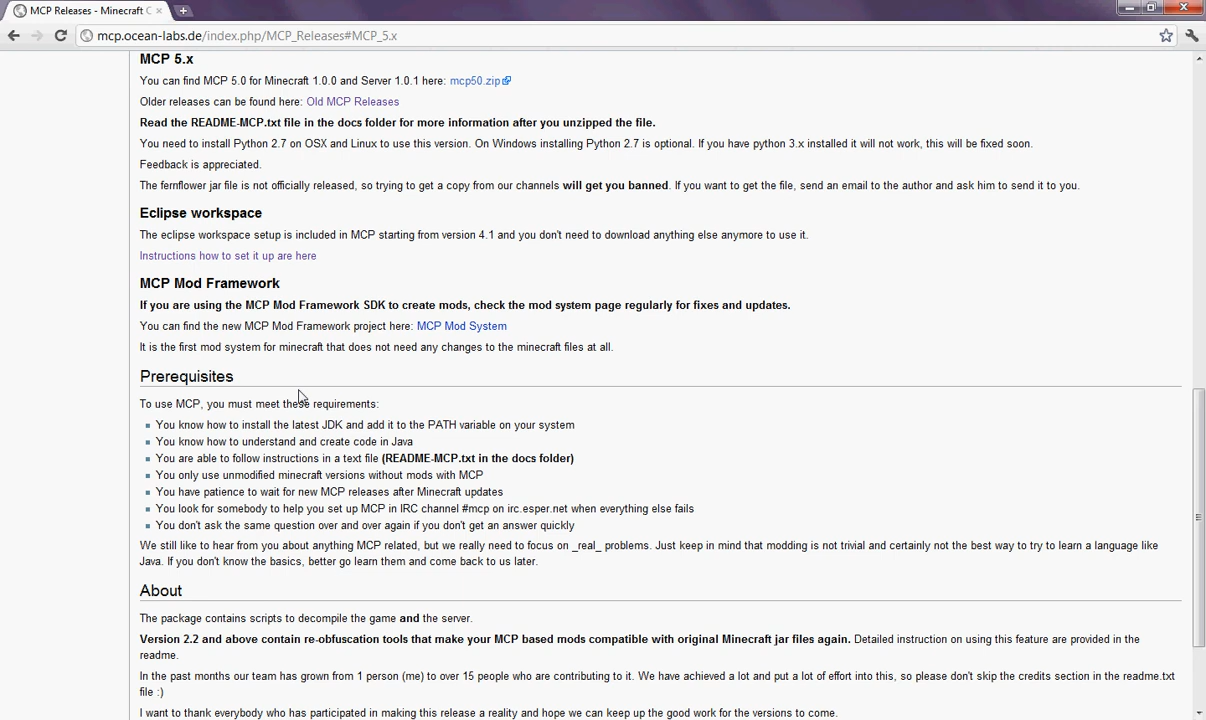 MCP Releases - Minecraft C
mcp.ocean-labs.de/index.php/MCP_Releases#MCP_5.x
MCP 5.x
You can find MCP 5.0 for Minecraft 1.0.0 and Server 1.0.1 here: mcp50.zip
Older releases can be found here: Old MCP Releases
Read the README-MCP.txt file in the docs folder for more information after you unzipped the file.
You need to install Python 2.7 on OSX and Linux to use this version. On Windows installing Python 2.7 is optional. If you have python 3.x installed it will not work, this will be fixed soon.
Feedback is appreciated.
The fernflower jar file is not officially released, so trying to get a copy from our channels will get you banned. If you want to get the file, send an email to the author and ask him to send it to you.
Eclipse workspace
The eclipse workspace setup is included in MCP starting from version 4.1 and you don't need to download anything else anymore to use it.
Instructions how to set it up are here
MCP Mod Framework
If you are using the MCP Mod Framework SDK to create mods, check the mod system page regularly for fixes and updates.
You can find the new MCP Mod Framework project here: MCP Mod System
It is the first mod system for minecraft that does not need any changes to the minecraft files at all.
Prerequisites
To use MCP, you must meet these requirements:
You know how to install the latest JDK and add it to the PATH variable on your system
You know how to understand and create code in Java
You are able to follow instructions in a text file (README-MCP.txt in the docs folder)
You only use unmodified minecraft versions without mods with MCP
You have patience to wait for new MCP releases after Minecraft updates
You look for somebody to help you set up MCP in IRC channel #mcp on irc.esper.net when everything else fails
You don't ask the same question over and over again if you don't get an answer quickly
We still like to hear from you about anything MCP related, but we really need to focus on _real_ problems. Just keep in mind that modding is not trivial and certainly not the best way to try to learn a language like
Java. If you don't know the basics, better go learn them and come back to us later.
About
The package contains scripts to decompile the game and the server.
Version 2.2 and above contain re-obfuscation tools that make your MCP based mods compatible with original Minecraft jar files again. Detailed instruction on using this feature are provided in the
readme.
In the past months our team has grown from 1 person (me) to over 15 people who are contributing to it. We have achieved a lot and put a lot of effort into this, so please don't skip the credits section in the readme.txt
file :)
I want to thank everybody who has participated in making this release a reality and hope we can keep up the good work for the versions to come.